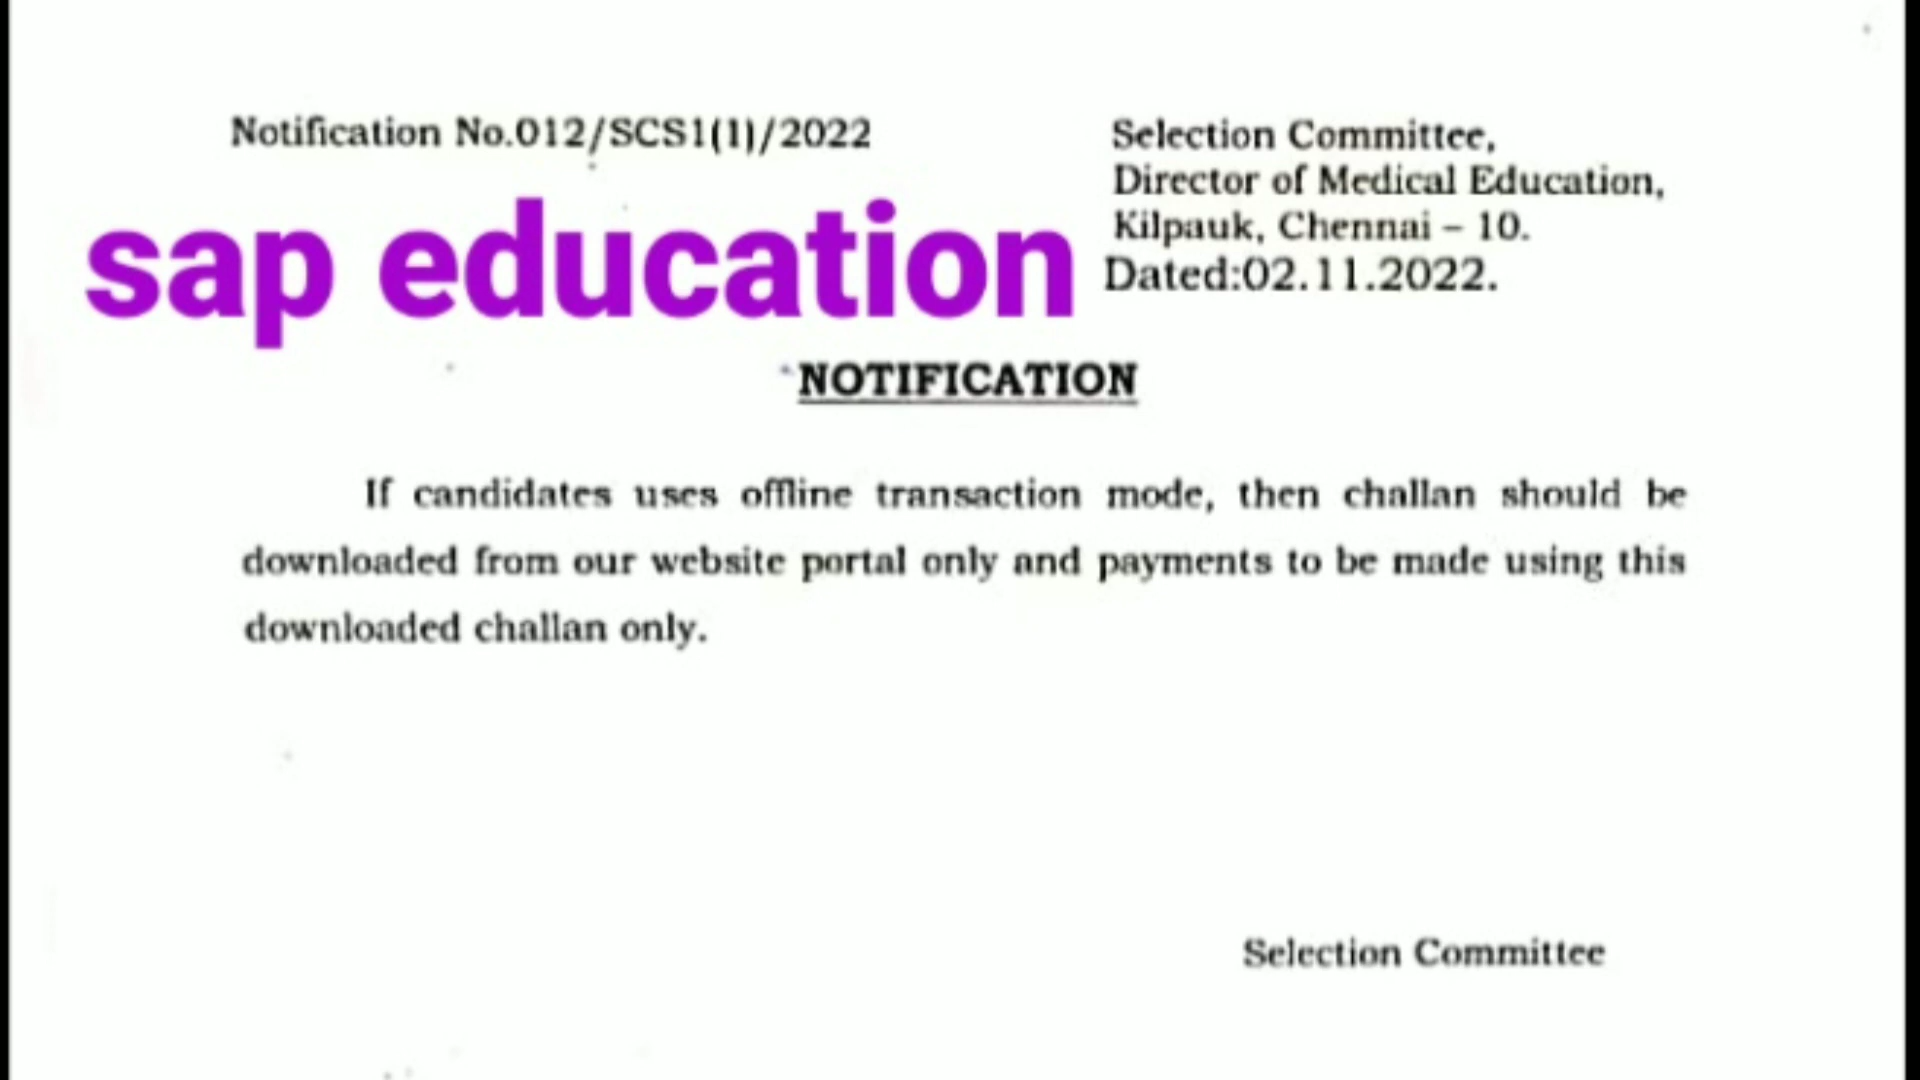 Notification No.012/SCS1(1)/2022
Selection Committee,
Director of Medical Education,
Kilpauk, Chennai – 10.
Dated:02.11.2022.
sap education
NOTIFICATION
If candidates uses offline transaction mode, then challan should be
downloaded from our website portal only and payments to be made using this
downloaded challan only.
Selection Committee